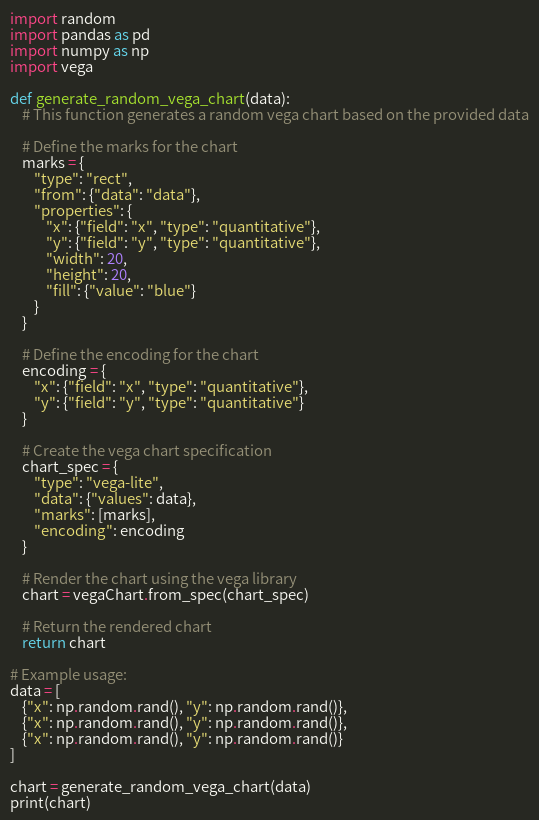 import random
import pandas as pd
import numpy as np
import vega

def generate_random_vega_chart(data):
    # This function generates a random vega chart based on the provided data

    # Define the marks for the chart
    marks = {
        "type": "rect",
        "from": {"data": "data"},
        "properties": {
            "x": {"field": "x", "type": "quantitative"},
            "y": {"field": "y", "type": "quantitative"},
            "width": 20,
            "height": 20,
            "fill": {"value": "blue"}
        }
    }

    # Define the encoding for the chart
    encoding = {
        "x": {"field": "x", "type": "quantitative"},
        "y": {"field": "y", "type": "quantitative"}
    }

    # Create the vega chart specification
    chart_spec = {
        "type": "vega-lite",
        "data": {"values": data},
        "marks": [marks],
        "encoding": encoding
    }

    # Render the chart using the vega library
    chart = vegaChart.from_spec(chart_spec)

    # Return the rendered chart
    return chart

# Example usage:
data = [
    {"x": np.random.rand(), "y": np.random.rand()},
    {"x": np.random.rand(), "y": np.random.rand()},
    {"x": np.random.rand(), "y": np.random.rand()}
]

chart = generate_random_vega_chart(data)
print(chart)